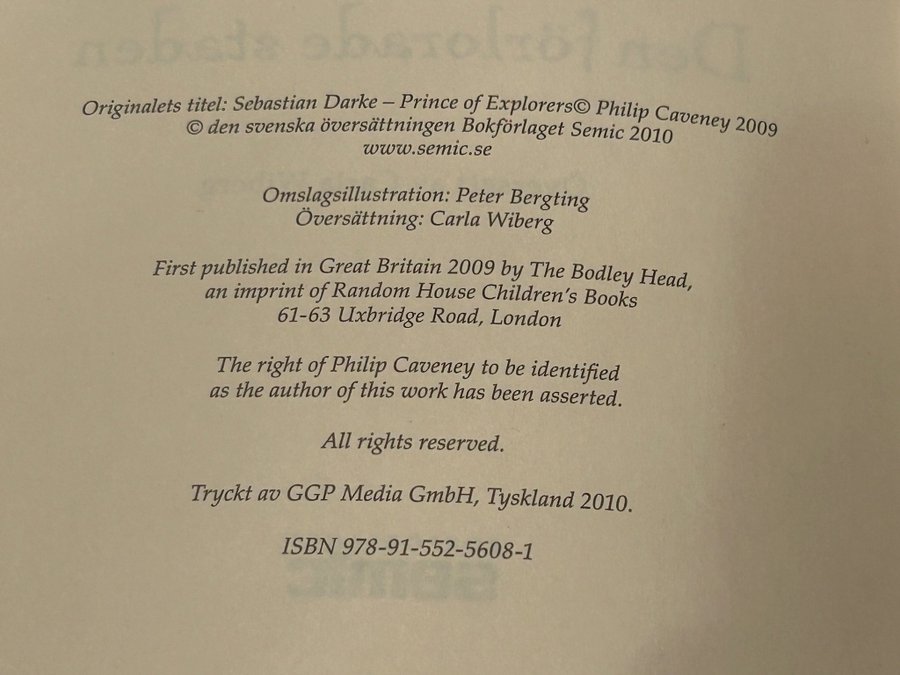 Originalets titel: Sebastian Darke – Prince of Explorers© Philip Caveney 2009
© den svenska översättningen Bokförlaget Semic 2010
www.semic.se
Omslagsillustration: Peter Bergting
Översättning: Carla Wiberg
First published in Great Britain 2009 by The Bodley Head,
an imprint of Random House Children's Books
61-63 Uxbridge Road, London
The right of Philip Caveney to be identified
as the author of this work has been asserted.
All rights reserved.
Tryckt av GGP Media GmbH, Tyskland 2010.
ISBN 978-91-552-5608-1